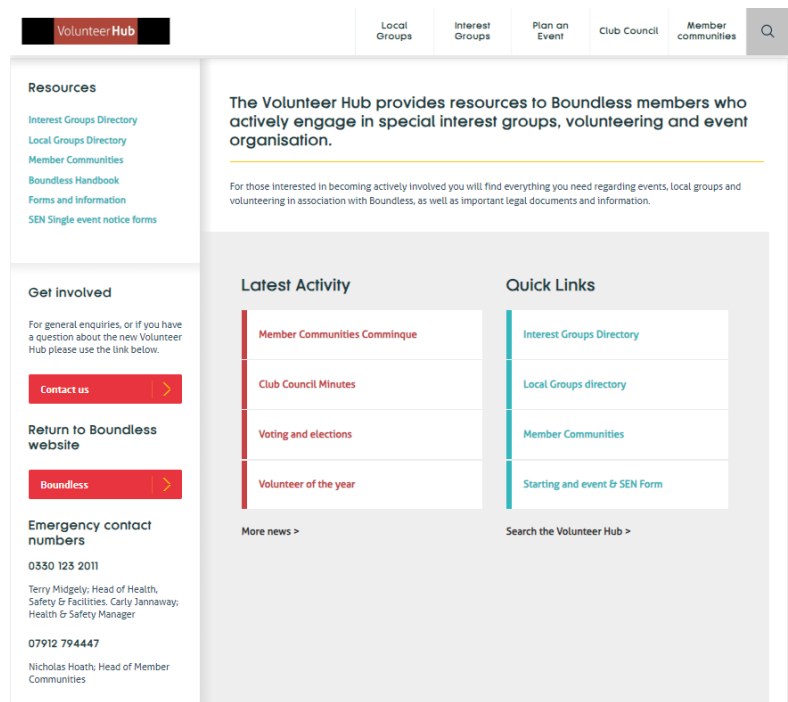 VolunteerHub
Local
Groups
Interest
Groups
Plan an
Event
Club Council
Member
communities
Resources
Interest Groups Directory
Local Groups Directory
Member Communities
Boundless Handbook
Forms and Information
SEN Single event notice forms
Get involved
For general enquiries, or if you have
a question about the new Volunteer
Hub please use the link below.
Contact us
Return to Boundless
website
Boundless
Emergency contact
numbers
0330 123 2011
Terry Midgely; Head of Health,
Safety & Facilities. Carly Jannaway;
Health & Safety Manager
07912 794447
Nicholas Hoath; Head of Member
Communities
The Volunteer Hub provides resources to Boundless members who
actively engage in special interest groups, volunteering and event
organisation.
For those interested in becoming actively involved you will find everything you need regarding events, local groups and
volunteering in association with Boundless, as well as important legal documents and information.
Latest Activity
Member Communities Comminque
Club Council Minutes
Voting and elections
Volunteer of the year
More news >
Quick Links
Interest Groups Directory
Local Groups directory
Member Communities
Starting and event & SEN Form
Search the Volunteer Hub >